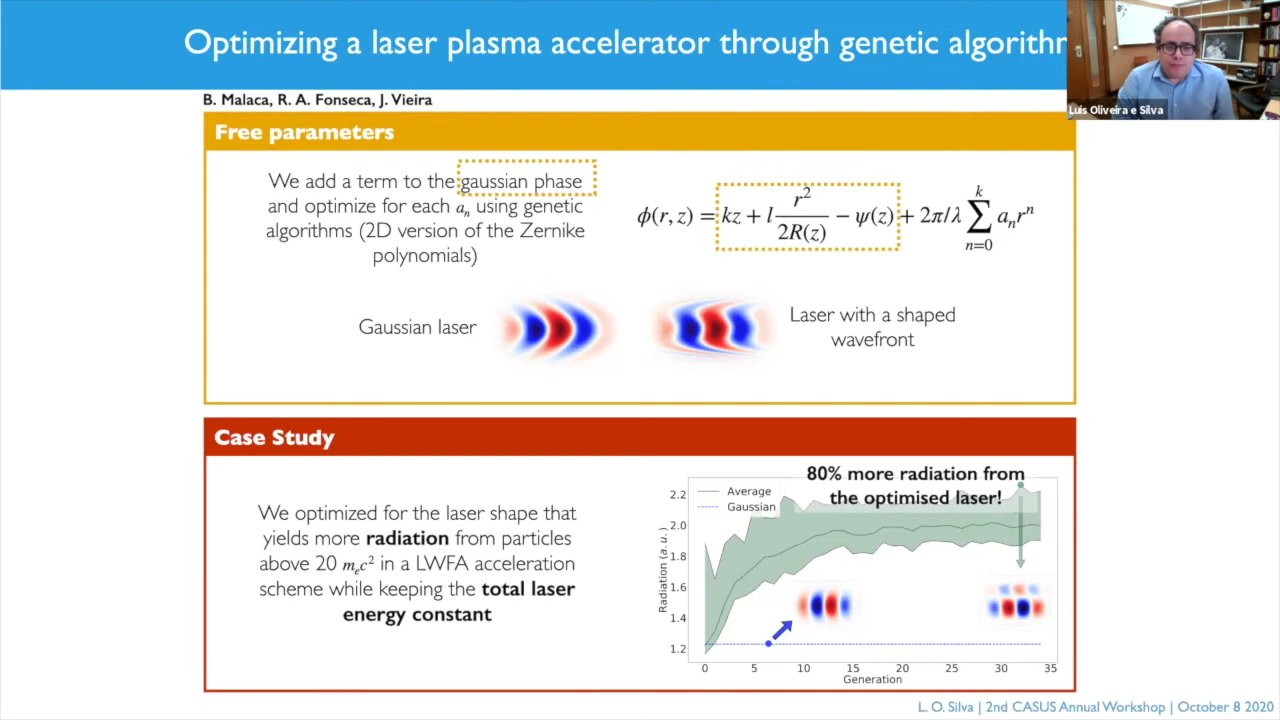 Optimizing a laser plasma accelerator through genetic algorithm
Luís Oliveira e Silva
B. Malaca, R. A. Fonseca, J. Vieira
Free parameters
We add a term to the gaussian phase
and optimize for each aₙ using genetic
algorithms (2D version of the Zernike
polynomials)
ϕ(r, z) = kz + l r²/2R(z) − ψ(z) + 2π/λ ∑ₙ₌₀ᵏ aₙrⁿ
Gaussian laser
Laser with a shaped
wavefront
Case Study
We optimized for the laser shape that
yields more radiation from particles
above 20 mₑc² in a LWFA acceleration
scheme while keeping the total laser
energy constant
80% more radiation from
the optimised laser!
Average
Gaussian
Radiation (a. u.)
2.2
2.0
1.8
1.6
1.4
1.2
0 5 10 15 20 25 30 35
Generation
L. O. Silva | 2nd CASUS Annual Workshop | October 8 2020